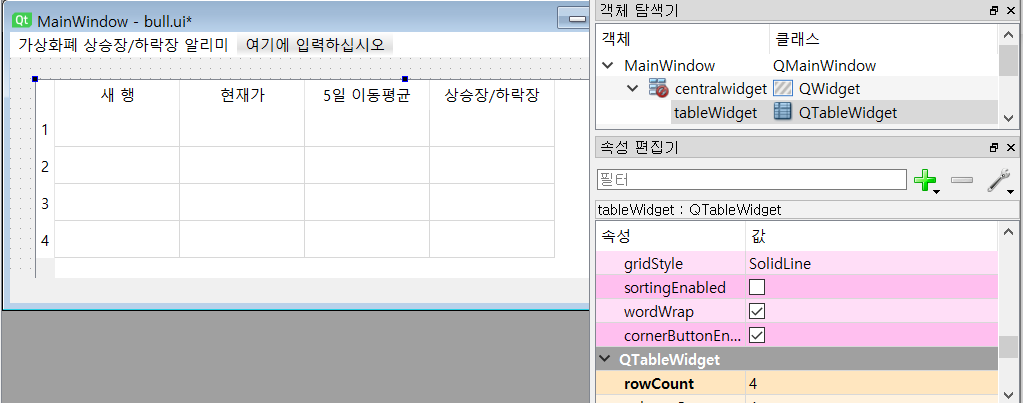 Qt MainWindow - bull.ui*
가상화폐 상승장/하락장 알리미 여기에 입력하십시오
새 행 현재가 5일 이동평균 상승장/하락장
1
2
3
4
객체 탐색기
객체 클래스
MainWindow QMainWindow
centralwidget QWidget
tableWidget QTableWidget
속성 편집기
필터
tableWidget : QTableWidget
속성 값
gridStyle SolidLine
sortingEnabled
wordWrap
cornerButtonEn...
QTableWidget
rowCount 4